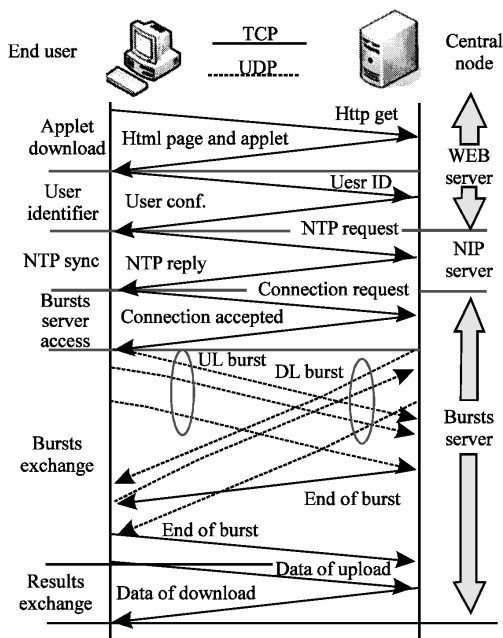 End user
TCP
UDP
Central
node
Http get
Applet
download
Html page and applet
WEB
server
Uesr ID
User
identifier
User conf.
NTP request
NTP sync
NTP reply
NIP
server
Connection request
Bursts
server
access
Connection accepted
UL burst
DL burst
Bursts
exchange
Bursts
server
End of burst
End of burst
Data of upload
Results
exchange
Data of download